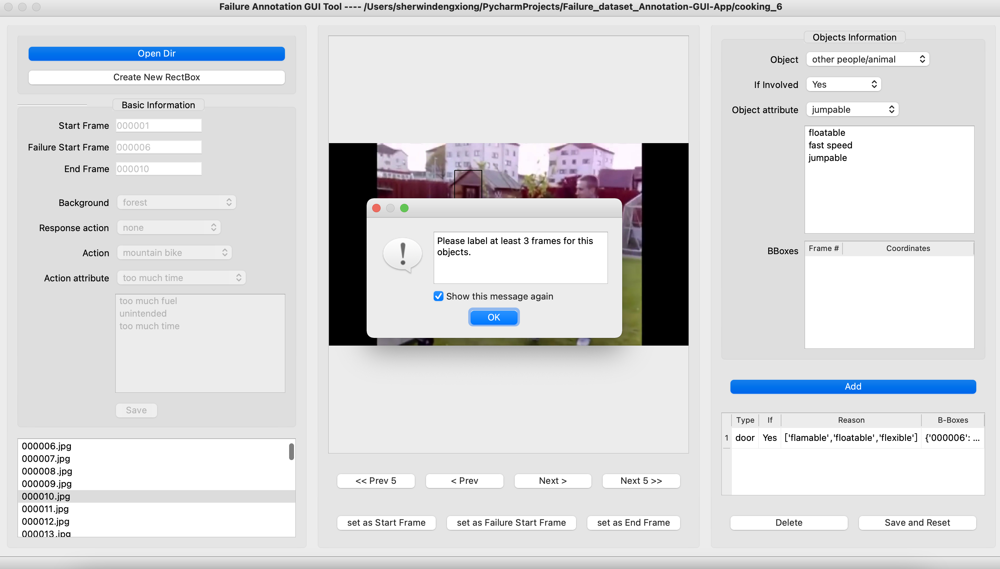 Failure Annotation GUI Tool ---- /Users/sherwindengxiong/PycharmProjects/Failure_dataset_Annotation-GUI-App/cooking_6
Open Dir
Create New RectBox
Basic Information
Start Frame 000001
Failure Start Frame 000006
End Frame 000010
Background forest
Response action none
Action mountain bike
Action attribute too much time
too much fuel
unintended
too much time
Save
000006.jpg
000007.jpg
000008.jpg
000009.jpg
000010.jpg
000011.jpg
000012.jpg
000013.jpg
Please label at least 3 frames for this
objects.
Show this message again
OK
<< Prev 5 < Prev Next > Next 5 >>
set as Start Frame set as Failure Start Frame set as End Frame
Objects Information
Object other people/animal
If Involved Yes
Object attribute jumpable
floatable
fast speed
jumpable
BBoxes Frame # Coordinates
Add
Type If Reason B-Boxes
1 door Yes ['flamable','floatable','flexible'] {'000006': ...
Delete Save and Reset